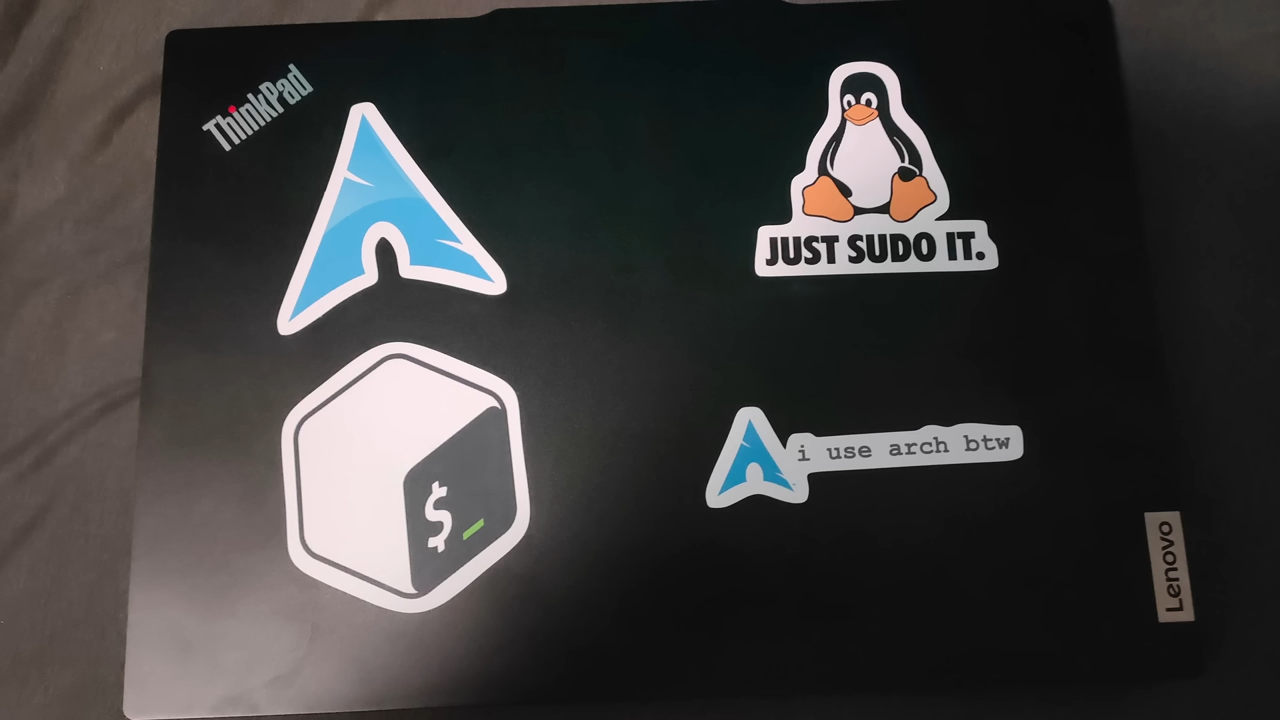 ThinkPad
JUST SUDO IT.
$_
i use arch btw
Lenovo